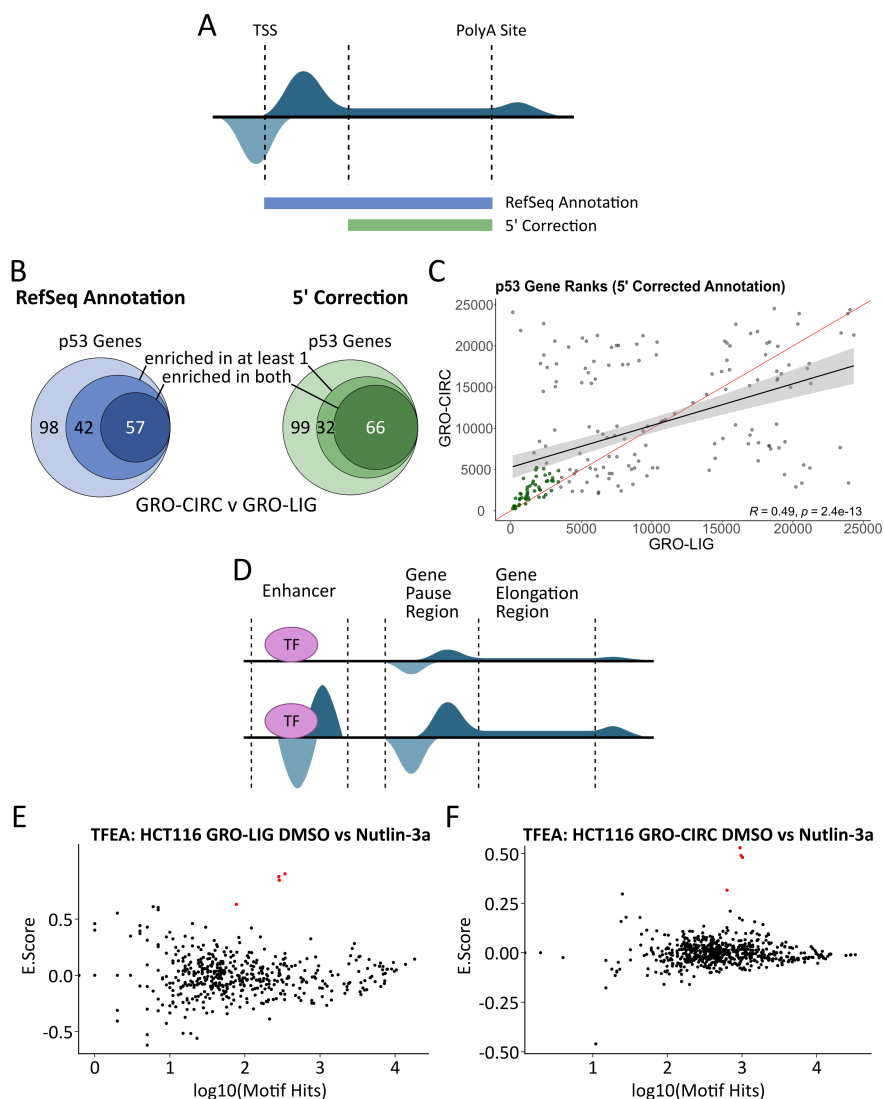 A
TSS
PolyA Site
RefSeq Annotation
5' Correction
B
RefSeq Annotation
5' Correction
p53 Genes
p53 Genes
enriched in at least 1
enriched in both
98
42
57
99
32
66
GRO-CIRC v GRO-LIG
C
p53 Gene Ranks (5' Corrected Annotation)
GRO-CIRC
25000
20000
15000
10000
5000
0
R = 0.49, p = 2.4e-13
0
5000
10000
15000
20000
25000
GRO-LIG
D
Enhancer
Gene
Pause
Region
Gene
Elongation
Region
TF
TF
E
TFEA: HCT116 GRO-LIG DMSO vs Nutlin-3a
E.Score
0.5
0.0
-0.5
0
1
2
3
4
log10(Motif Hits)
F
TFEA: HCT116 GRO-CIRC DMSO vs Nutlin-3a
E.Score
0.50
0.25
0.00
-0.25
-0.50
1
2
3
4
log10(Motif Hits)